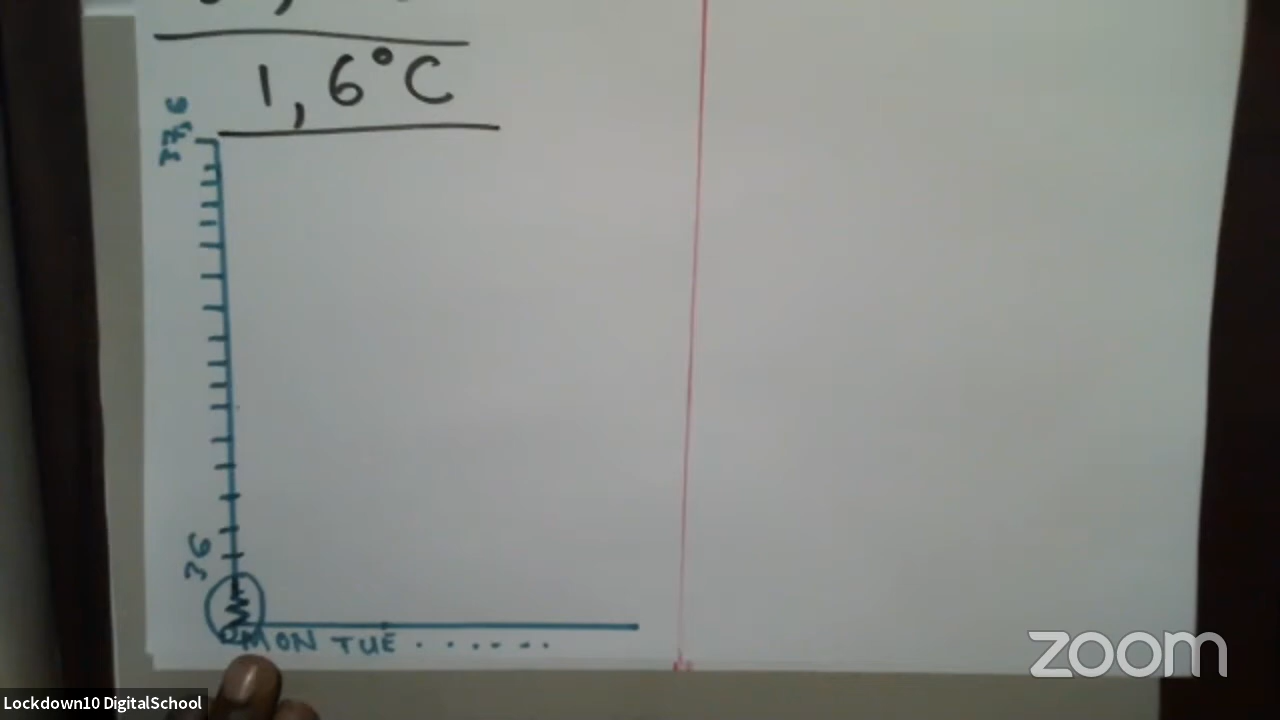 1,6°C
37,6
36
MON TUE . . . . . . .
zoom
Lockdown10 DigitalSchool